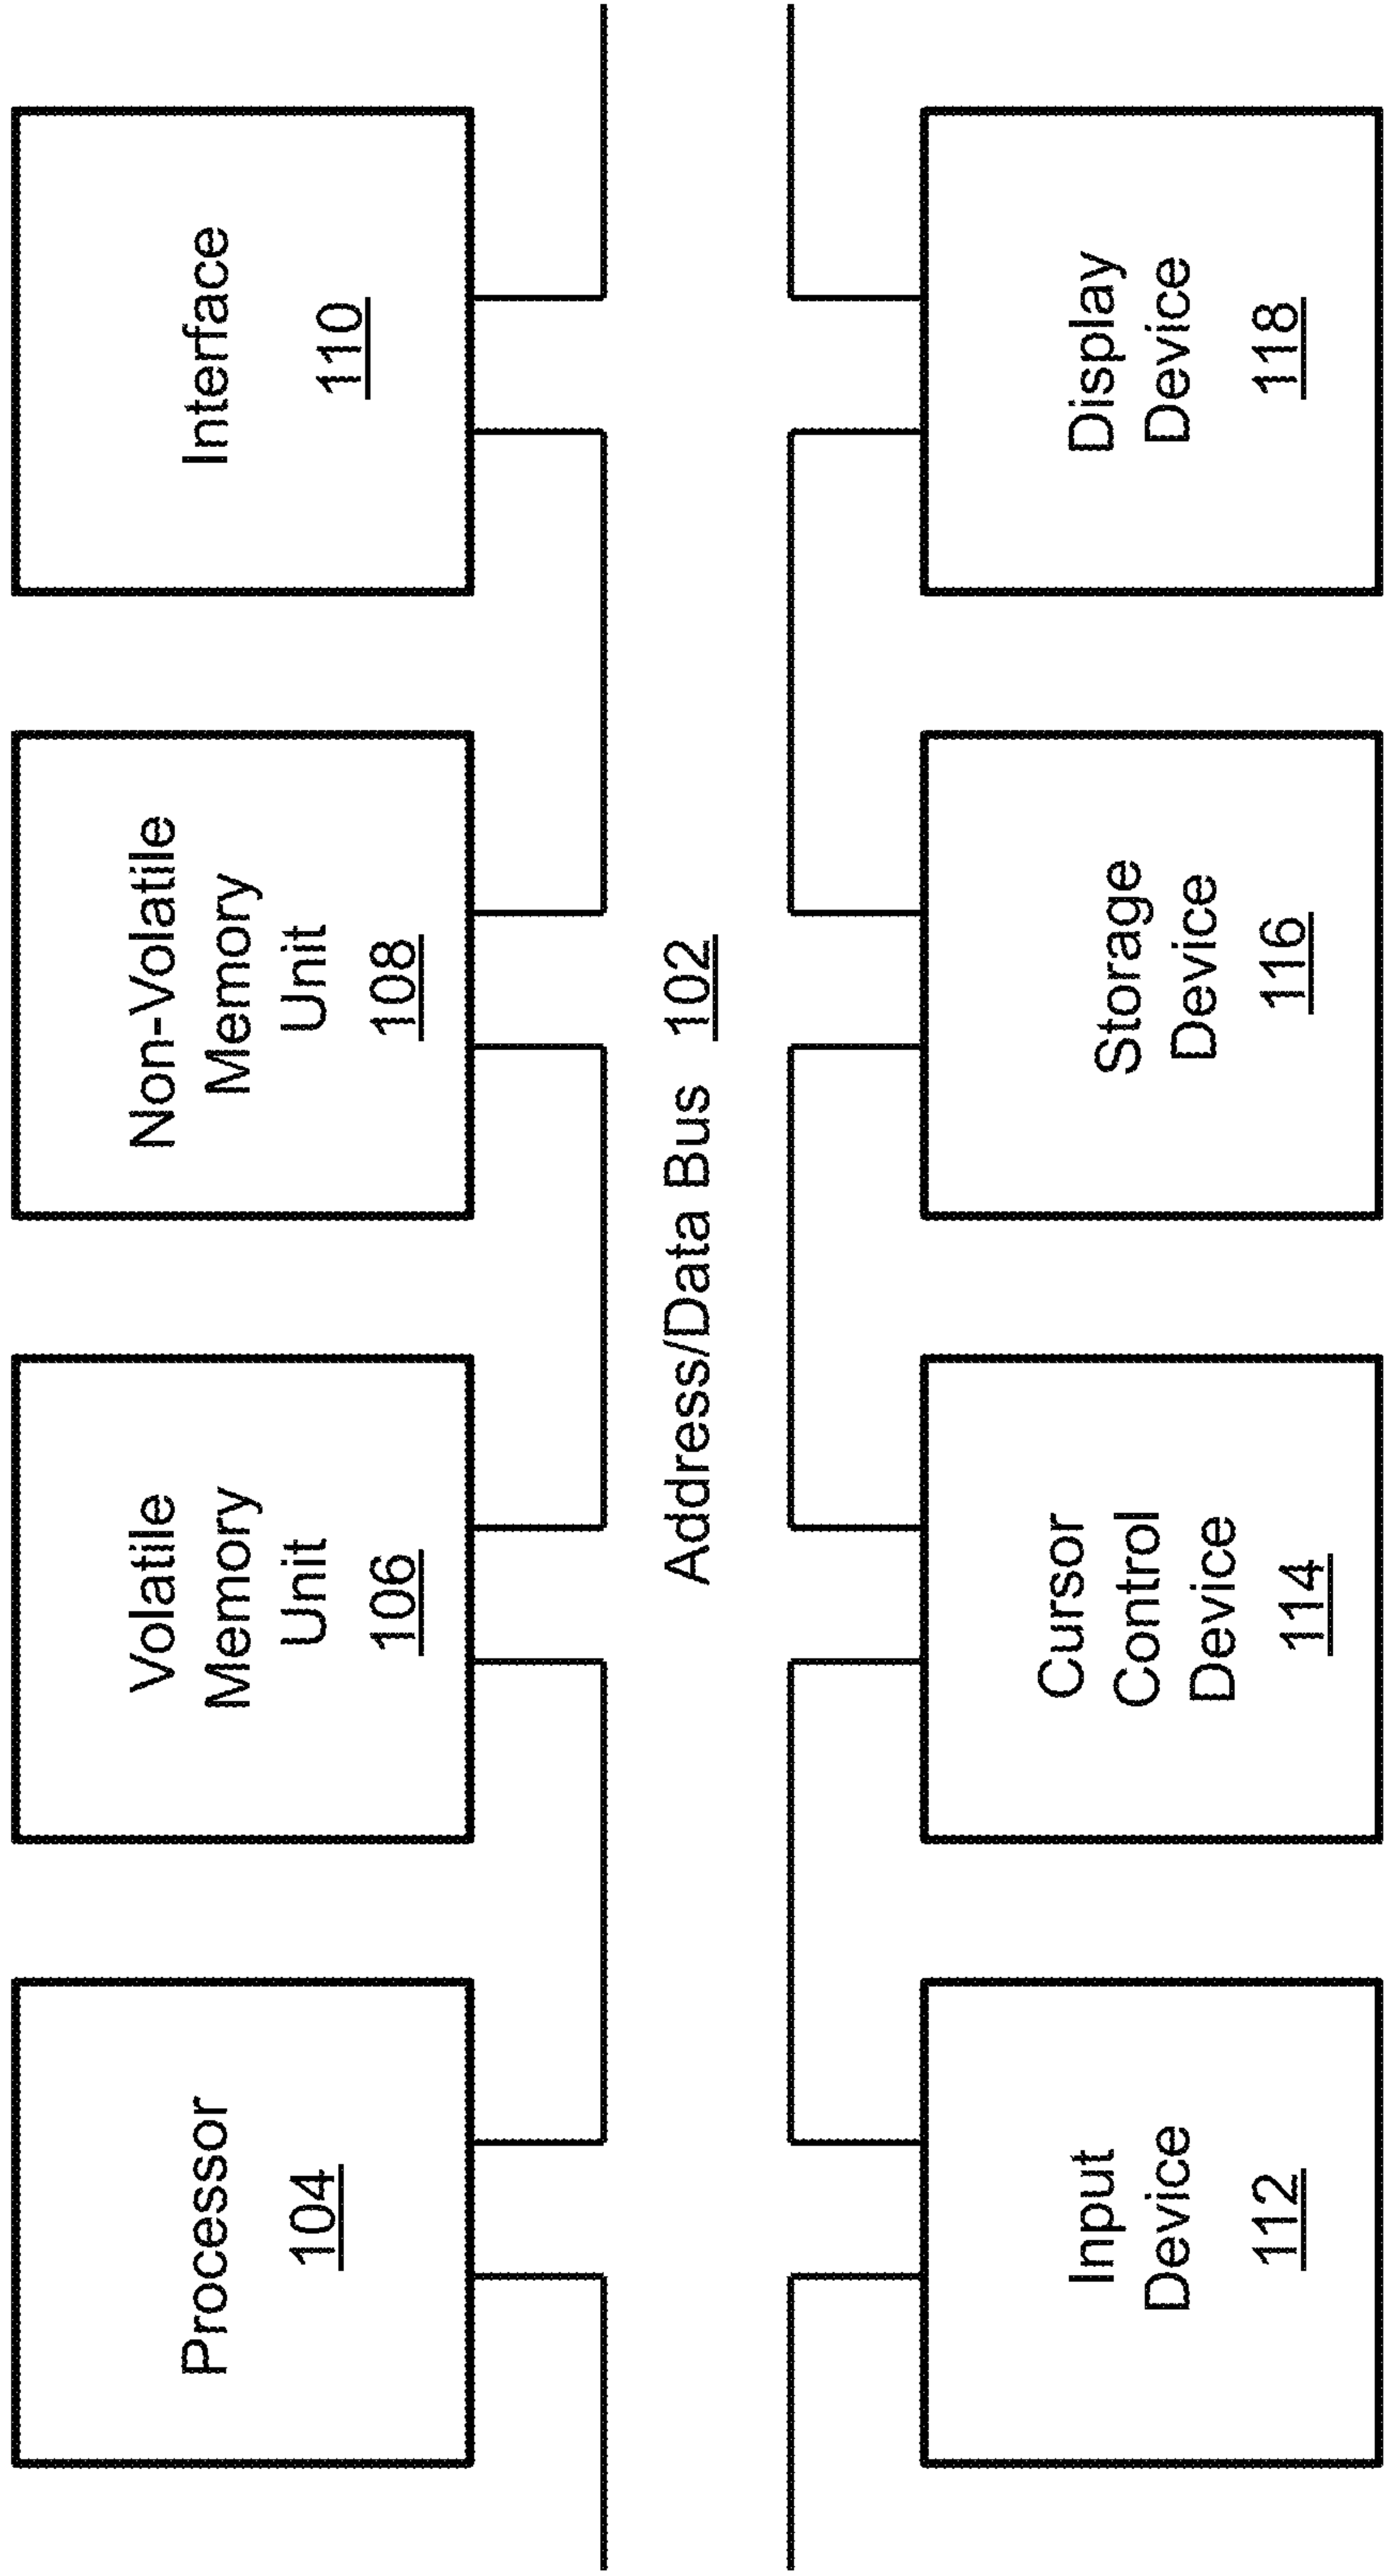 Processor
104
Volatile
Memory
Unit
106
Non-Volatile
Memory
Unit
108
Interface
110
Address/Data Bus 102
Input
Device
112
Cursor
Control
Device
114
Storage
Device
116
Display
Device
118